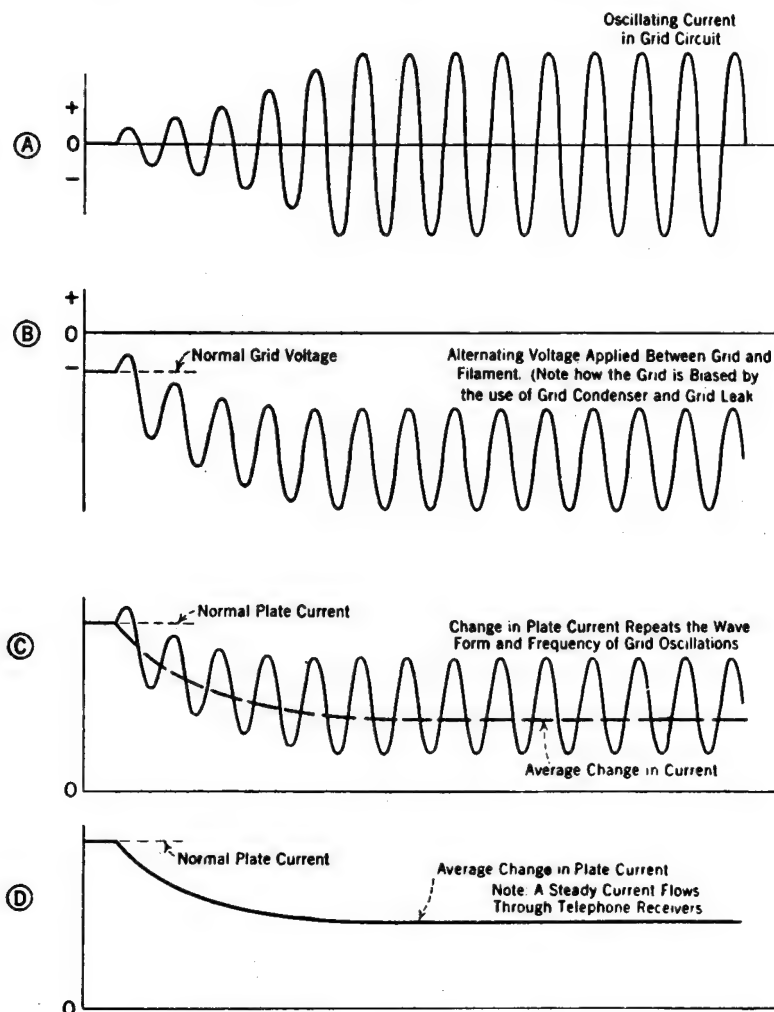 Oscillating Current
in Grid Circuit
+
A 0
−
+
B 0
−
Normal Grid Voltage
Alternating Voltage Applied Between Grid and
Filament. (Note how the Grid is Biased by
the use of Grid Condenser and Grid Leak
Normal Plate Current
C
Change in Plate Current Repeats the Wave
Form and Frequency of Grid Oscillations
Average Change in Current
0
Normal Plate Current
D
Average Change in Plate Current
Note: A Steady Current Flows
Through Telephone Receivers
0